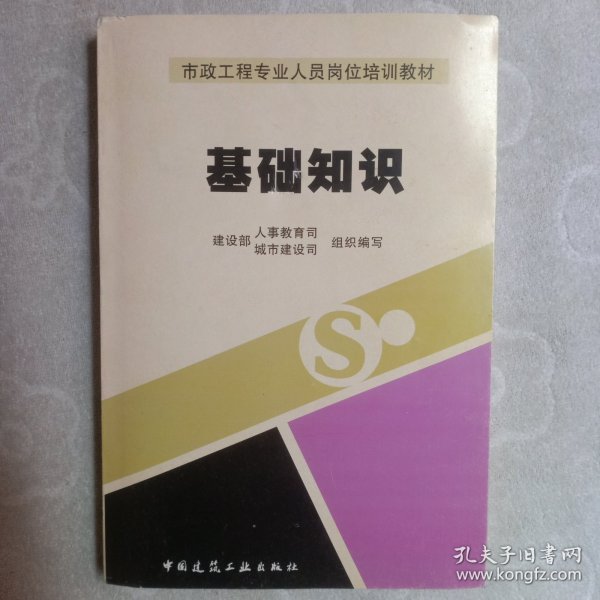 市政工程专业人员岗位培训教材
基础知识
建设部 人事教育司 组织编写
城市建设司
S
中国建筑工业出版社
孔夫子旧书网
www.kongfz.com